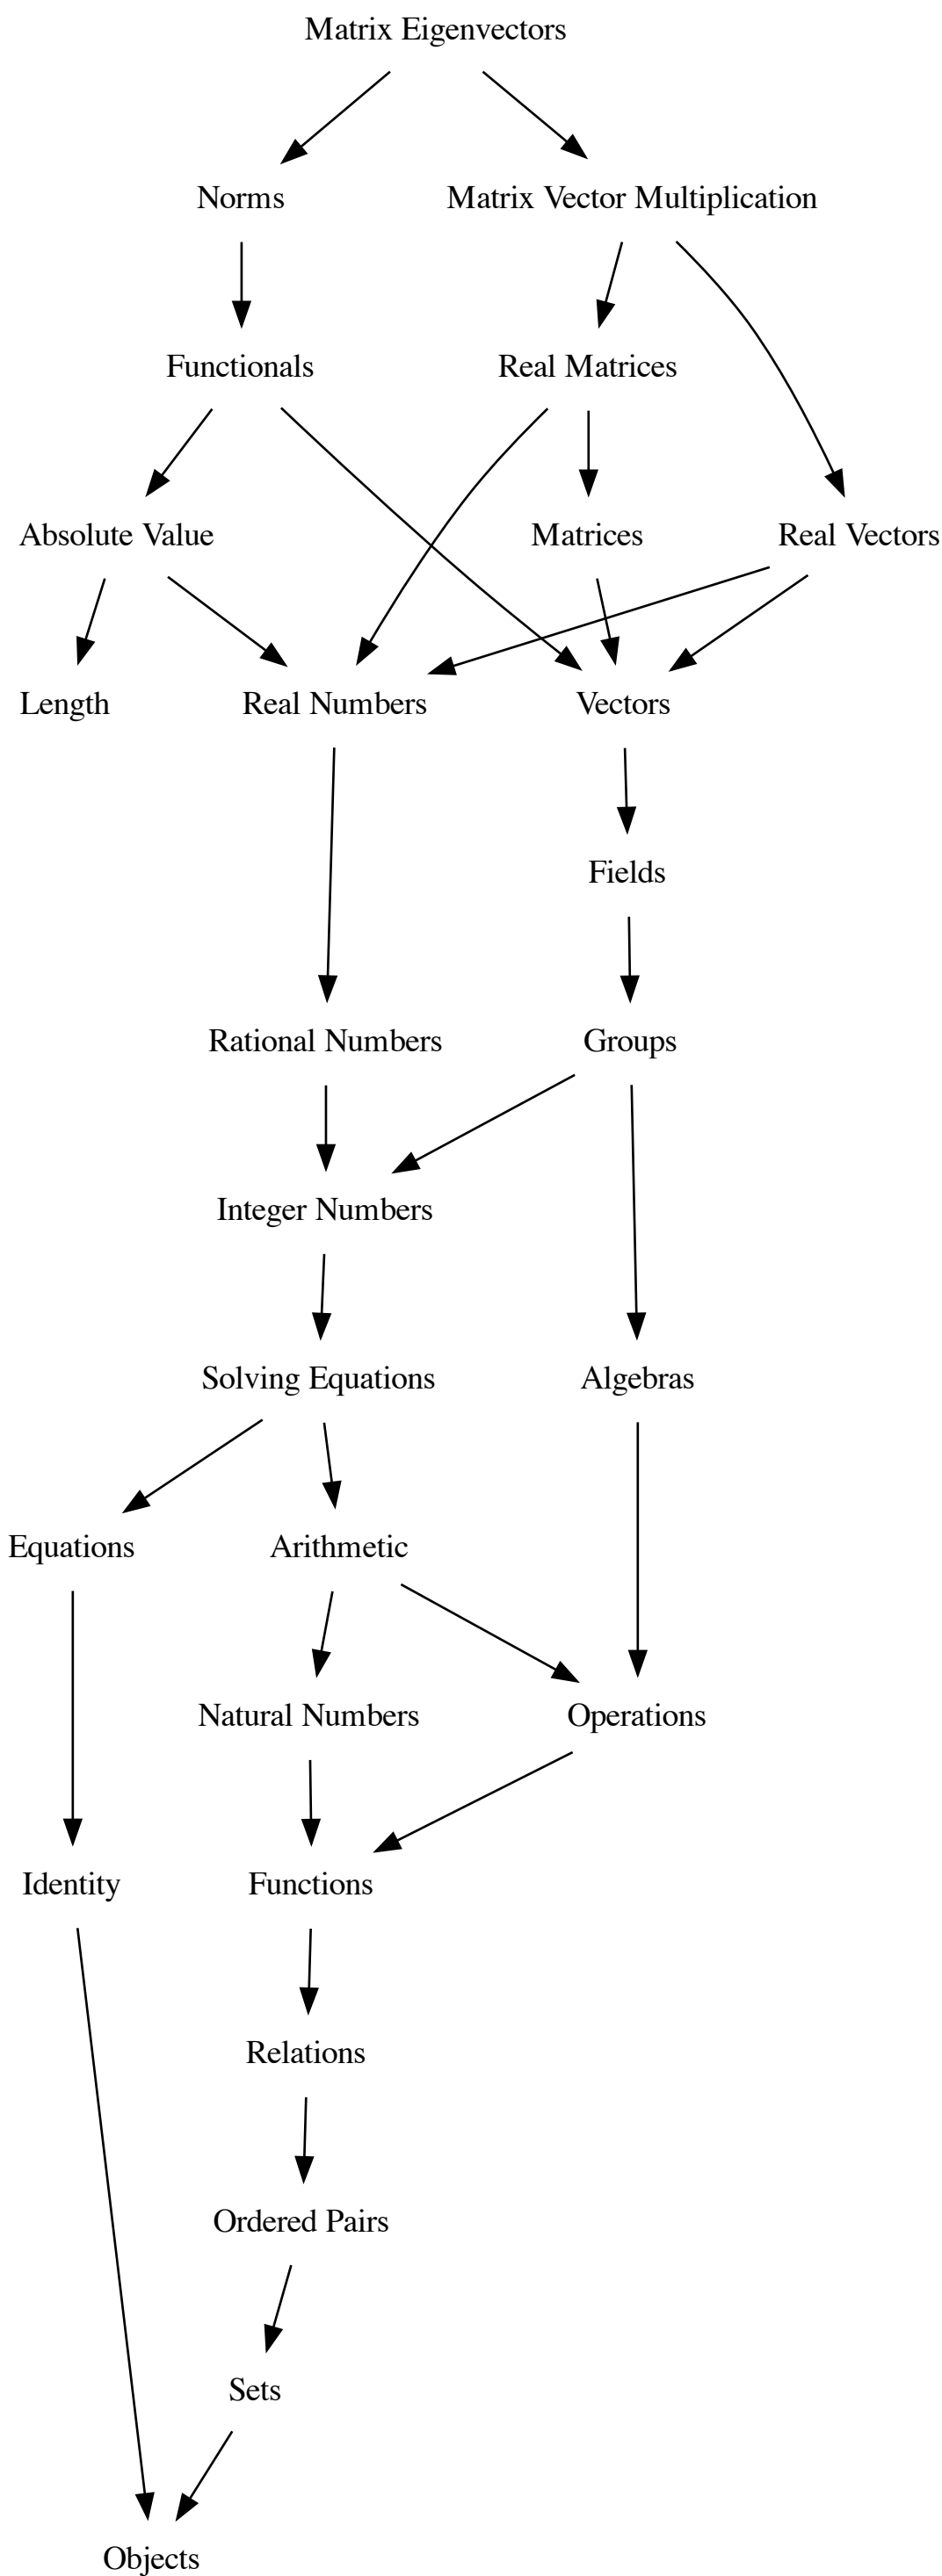 Matrix Eigenvectors
Norms
Matrix Vector Multiplication
Functionals
Real Matrices
Absolute Value
Matrices
Real Vectors
Length
Real Numbers
Vectors
Fields
Rational Numbers
Groups
Integer Numbers
Solving Equations
Algebras
Equations
Arithmetic
Natural Numbers
Operations
Identity
Functions
Relations
Ordered Pairs
Sets
Objects